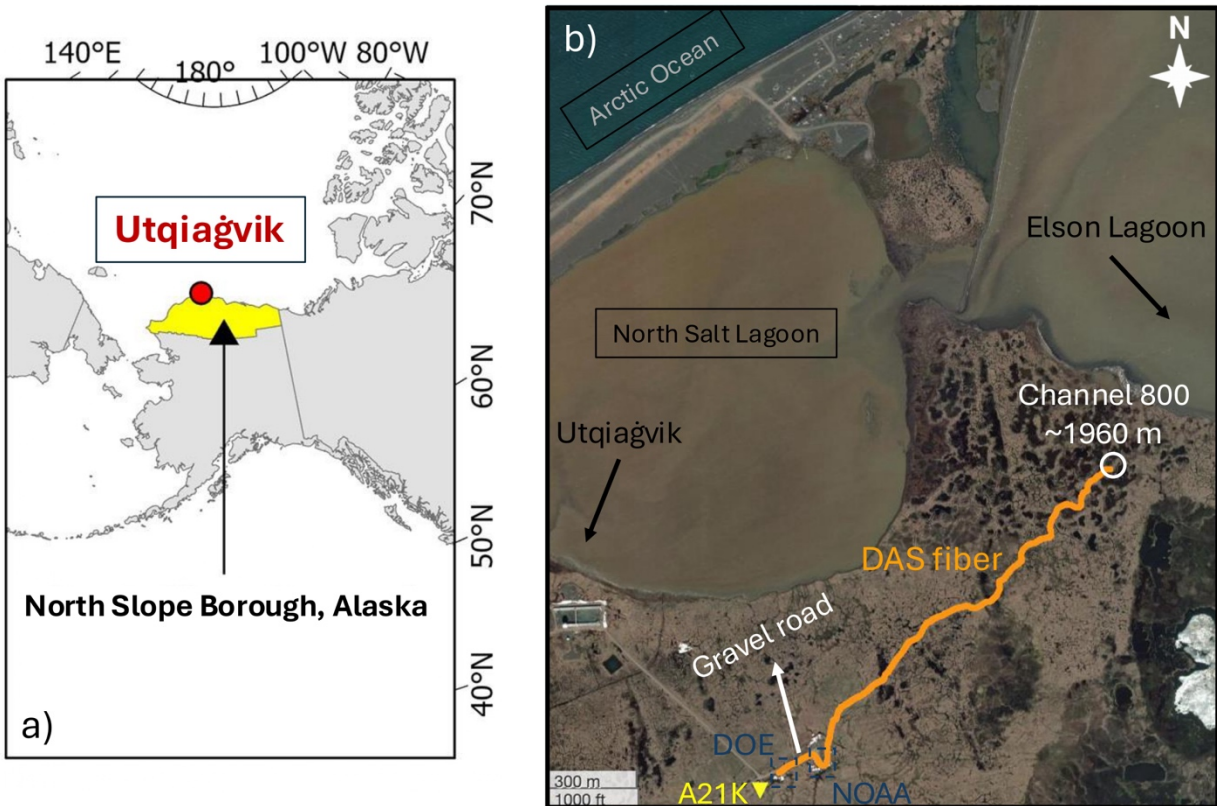 140°E
180°
100°W
80°W
70°N
60°N
50°N
40°N
Utqiaġvik
North Slope Borough, Alaska
a)
b)
N
Arctic Ocean
Elson Lagoon
North Salt Lagoon
Channel 800
~1960 m
Utqiaġvik
DAS fiber
Gravel road
DOE
A21K
NOAA
300 m
1000 ft